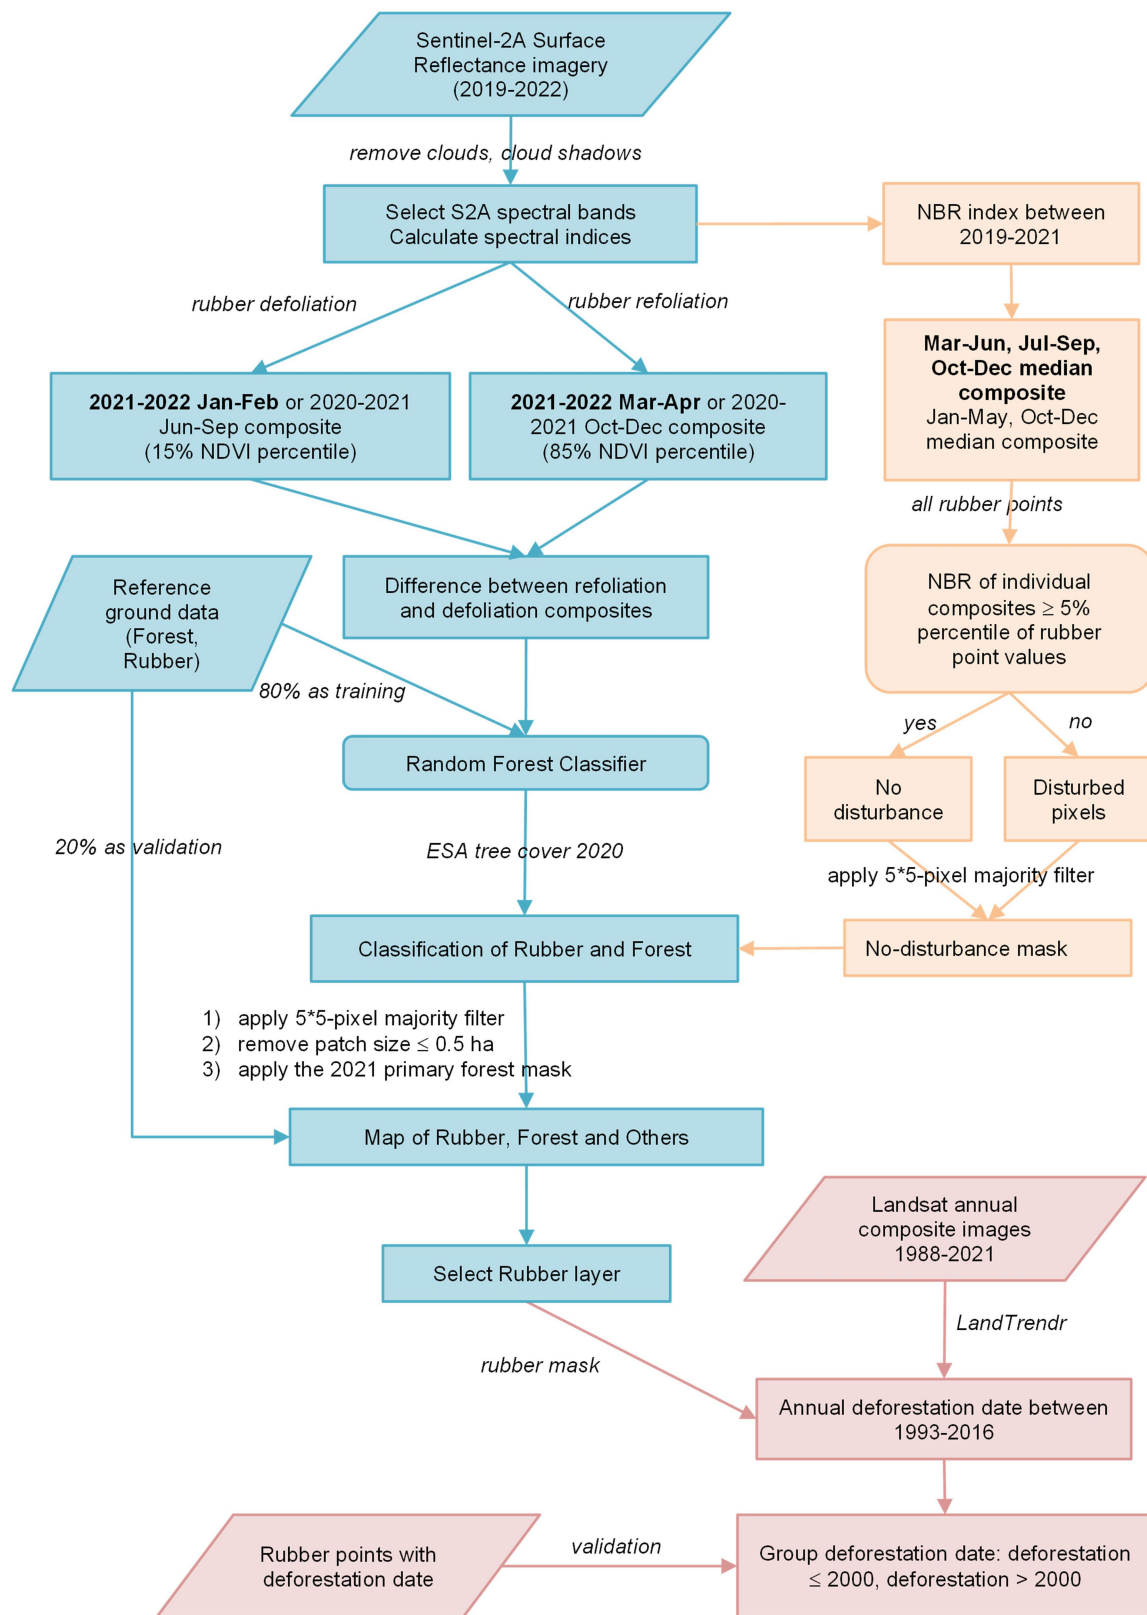 Sentinel-2A Surface
Reflectance imagery
(2019-2022)
remove clouds, cloud shadows
Select S2A spectral bands
Calculate spectral indices
NBR index between
2019-2021
rubber defoliation
rubber refoliation
Mar-Jun, Jul-Sep,
Oct-Dec median
composite
Jan-May, Oct-Dec
median composite
2021-2022 Jan-Feb or 2020-2021
Jun-Sep composite
(15% NDVI percentile)
2021-2022 Mar-Apr or 2020-
2021 Oct-Dec composite
(85% NDVI percentile)
all rubber points
Reference
ground data
(Forest,
Rubber)
Difference between refoliation
and defoliation composites
NBR of individual
composites ≥ 5%
percentile of rubber
point values
80% as training
yes
no
Random Forest Classifier
No
disturbance
Disturbed
pixels
20% as validation
ESA tree cover 2020
apply 5*5-pixel majority filter
Classification of Rubber and Forest
No-disturbance mask
1) apply 5*5-pixel majority filter
2) remove patch size ≤ 0.5 ha
3) apply the 2021 primary forest mask
Map of Rubber, Forest and Others
Landsat annual
composite images
1988-2021
Select Rubber layer
LandTrendr
rubber mask
Annual deforestation date between
1993-2016
Rubber points with
deforestation date
validation
Group deforestation date: deforestation
≤ 2000, deforestation > 2000